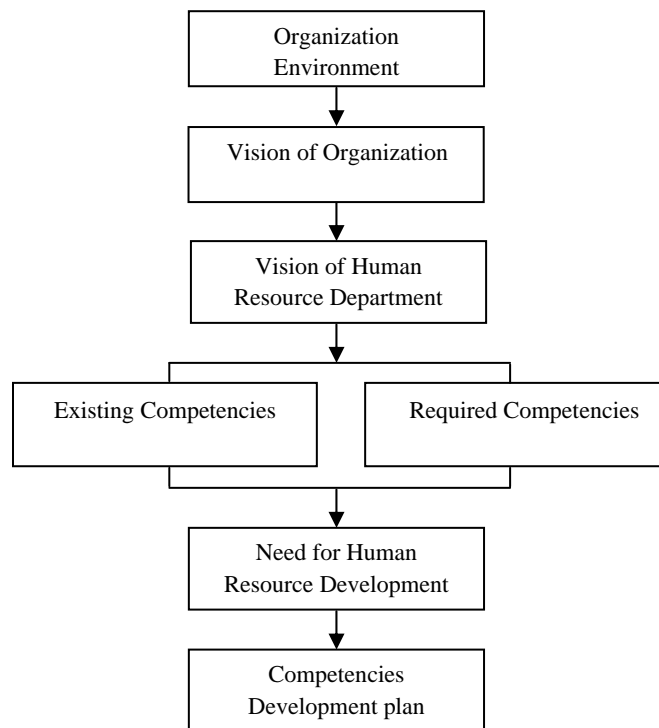 Organization
Environment
Vision of Organization
Vision of Human
Resource Department
Existing Competencies
Required Competencies
Need for Human
Resource Development
Competencies
Development plan